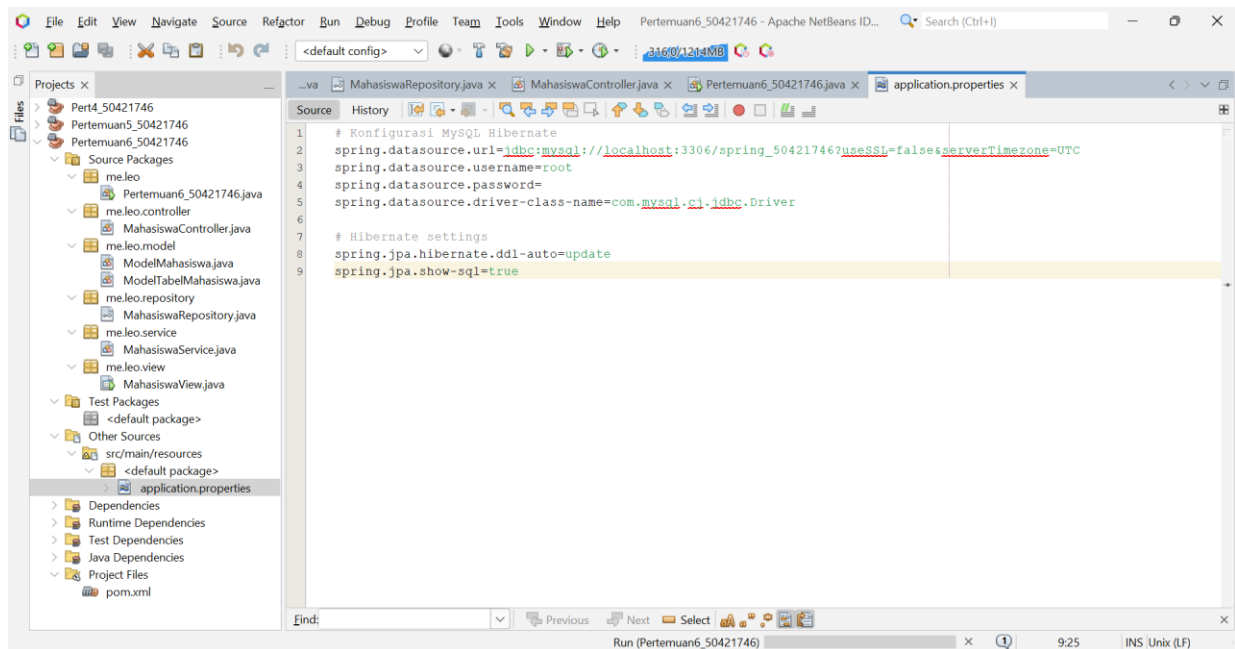 File Edit View Navigate Source Refactor Run Debug Profile Team Tools Window Help Pertemuan6_50421746 - Apache NetBeans ID... Search (Ctrl+I)
<default config> 316,0/1214MB
Projects
...va MahasiswaRepository.java MahasiswaController.java Pertemuan6_50421746.java application.properties
Files
Pert4_50421746
Pertemuan5_50421746
Pertemuan6_50421746
Source Packages
me.leo
Pertemuan6_50421746.java
me.leo.controller
MahasiswaController.java
me.leo.model
ModelMahasiswa.java
ModelTabelMahasiswa.java
me.leo.repository
MahasiswaRepository.java
me.leo.service
MahasiswaService.java
me.leo.view
MahasiswaView.java
Test Packages
<default package>
Other Sources
src/main/resources
<default package>
application.properties
Dependencies
Runtime Dependencies
Test Dependencies
Java Dependencies
Project Files
pom.xml
Source History
1 # Konfigurasi MySQL Hibernate
2 spring.datasource.url=jdbc:mysql://localhost:3306/spring_50421746?useSSL=false&serverTimezone=UTC
3 spring.datasource.username=root
4 spring.datasource.password=
5 spring.datasource.driver-class-name=com.mysql.cj.jdbc.Driver
6
7 # Hibernate settings
8 spring.jpa.hibernate.ddl-auto=update
9 spring.jpa.show-sql=true
Find: Previous Next Select
Run (Pertemuan6_50421746) 1 9:25 INS Unix (LF)